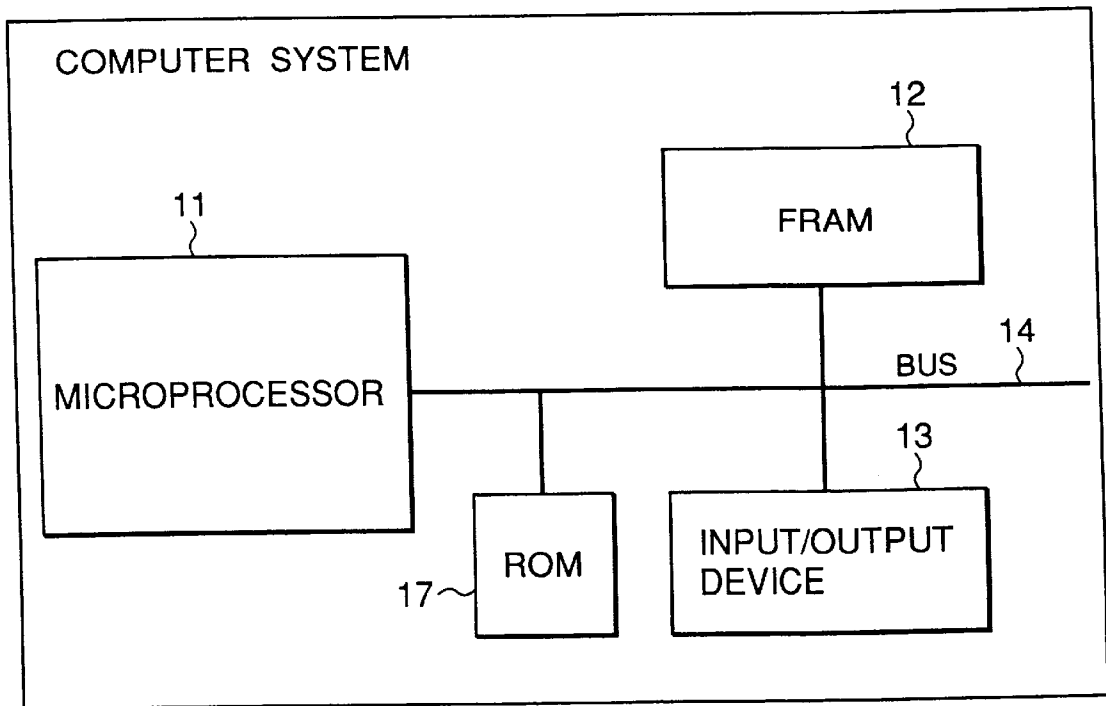 COMPUTER SYSTEM
12
FRAM
11
MICROPROCESSOR
BUS
14
13
INPUT/OUTPUT
DEVICE
ROM
17